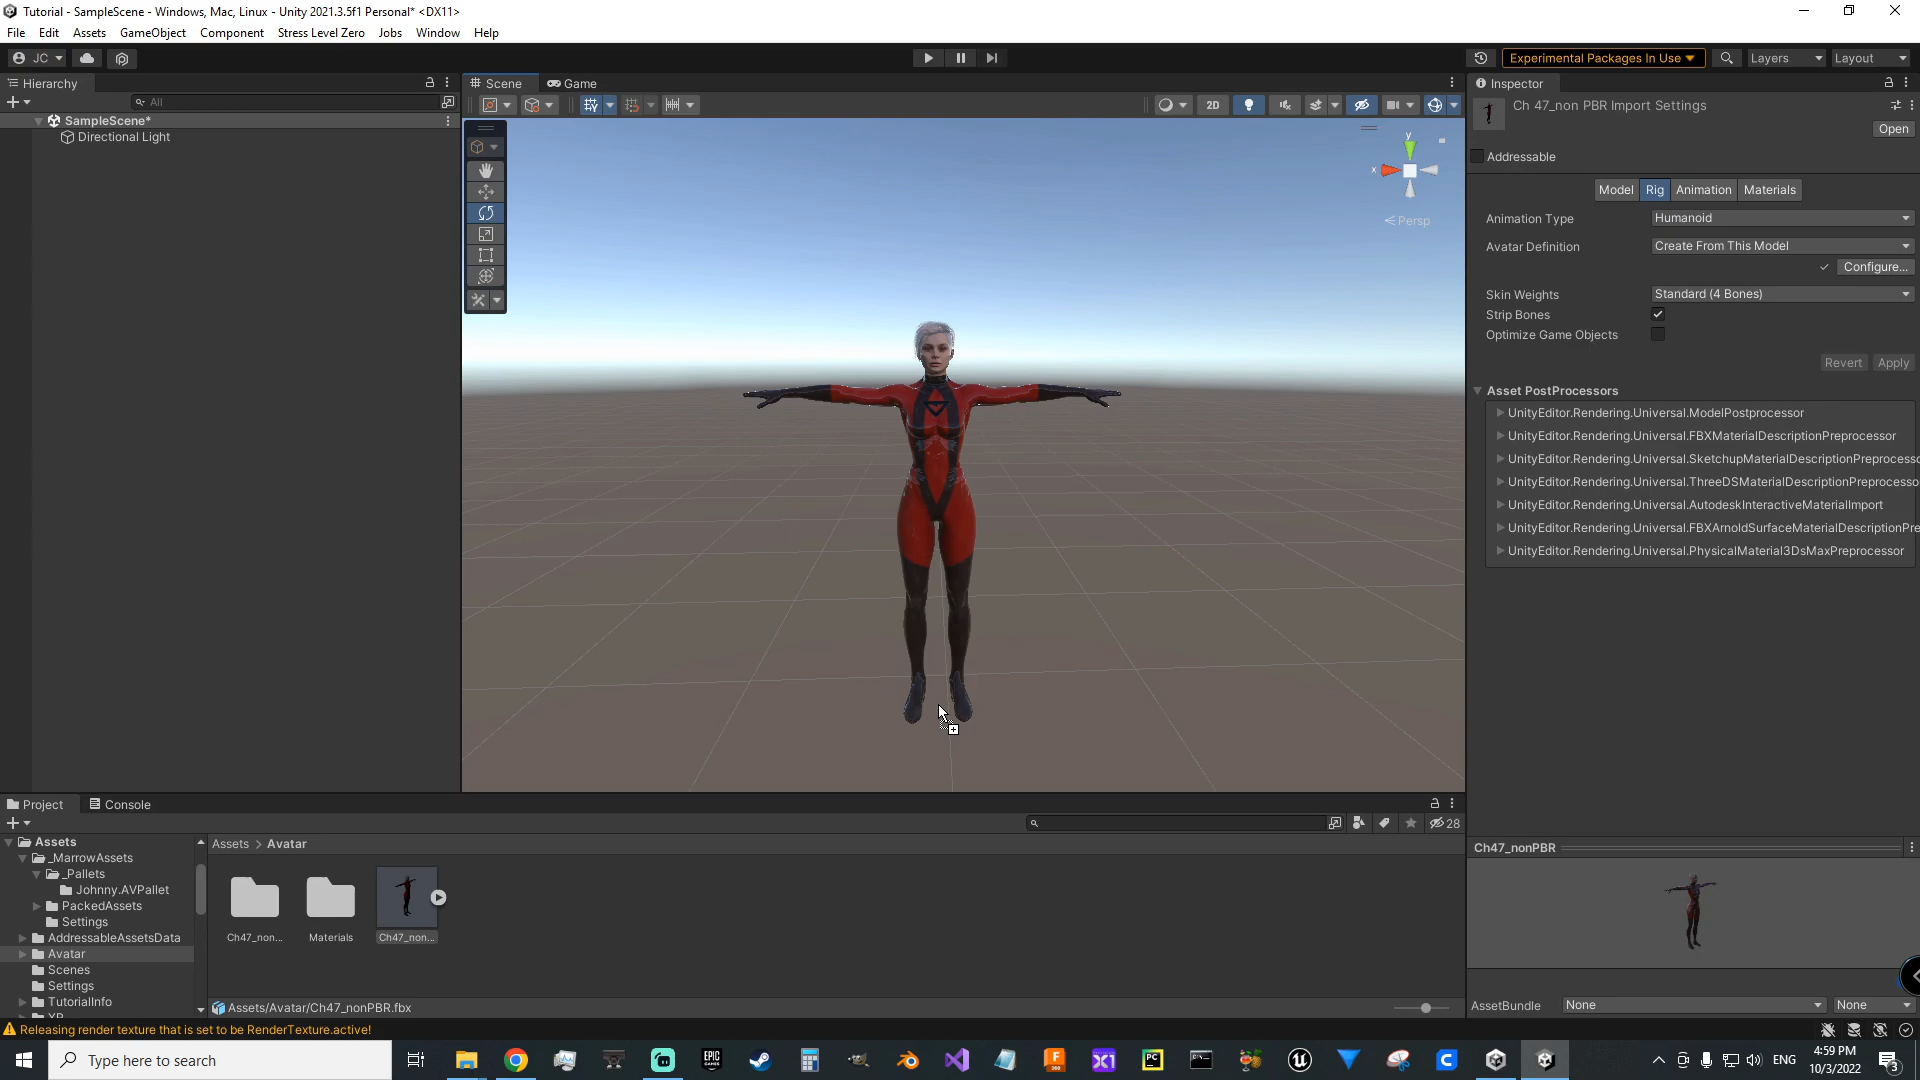 Tutorial - SampleScene - Windows, Mac, Linux - Unity 2021.3.5f1 Personal* <DX11>
File Edit Assets GameObject Component Stress Level Zero Jobs Window Help
JC
Experimental Packages In Use
Layers
Layout
Hierarchy
Scene
Game
Inspector
All
2D
SampleScene*
Directional Light
y
x
Persp
Ch 47_non PBR Import Settings
Open
Addressable
Model Rig Animation Materials
Animation Type Humanoid
Avatar Definition Create From This Model
Configure...
Skin Weights Standard (4 Bones)
Strip Bones
Optimize Game Objects
Revert Apply
Asset PostProcessors
UnityEditor.Rendering.Universal.ModelPostprocessor
UnityEditor.Rendering.Universal.FBXMaterialDescriptionPreprocessor
UnityEditor.Rendering.Universal.SketchupMaterialDescriptionPreprocesso
UnityEditor.Rendering.Universal.ThreeDSMaterialDescriptionPreprocesso
UnityEditor.Rendering.Universal.AutodeskInteractiveMaterialImport
UnityEditor.Rendering.Universal.FBXArnoldSurfaceMaterialDescriptionPre
UnityEditor.Rendering.Universal.PhysicalMaterial3DsMaxPreprocessor
Project
Console
28
Assets
_MarrowAssets
_Pallets
Johnny.AVPallet
PackedAssets
Settings
AddressableAssetsData
Avatar
Scenes
Settings
TutorialInfo
XR
Assets > Avatar
Ch47_non...
Materials
Ch47_non...
Assets/Avatar/Ch47_nonPBR.fbx
Ch47_nonPBR
AssetBundle None None
Releasing render texture that is set to be RenderTexture.active!
Type here to search
EPIC GAMES
F 360
X1
PC
ENG
4:59 PM
10/3/2022
3